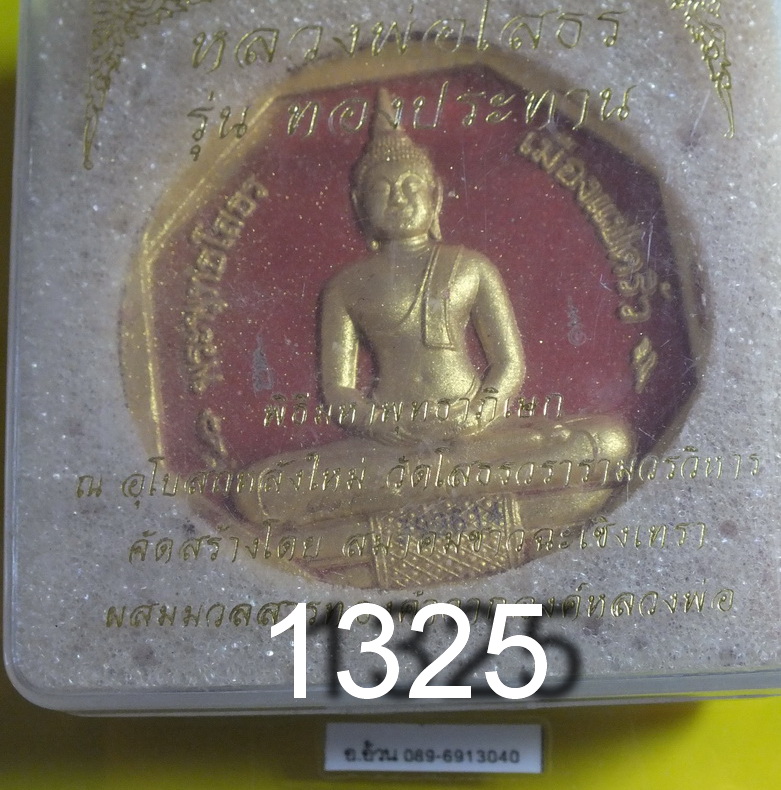 หลวงพ่อโสธร
รุ่น ทองประทาน
พระพุทธโสธร
เมืองแปดริ้ว
พิธีมหาพุทธาภิเษก
ณ อุโบสถหลังใหม่ วัดโสธรวรารามวรวิหาร
จัดสร้างโดย สมาคมชาวฉะเชิงเทรา
ผสมมวลสารทองคำจากองค์หลวงพ่อ
1325
อ.อ้วน 089-6913040